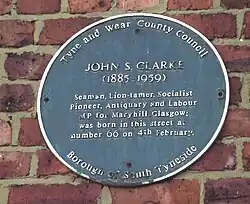 Tyne and Wear County Council
JOHN S. CLARKE
(1885-1959)
Seaman, Lion-tamer, Socialist
Pioneer, Antiquary and Labour
MP for Maryhill Glasgow;
was born in this street at
number 66 on 4th February.
Borough of South Tyneside